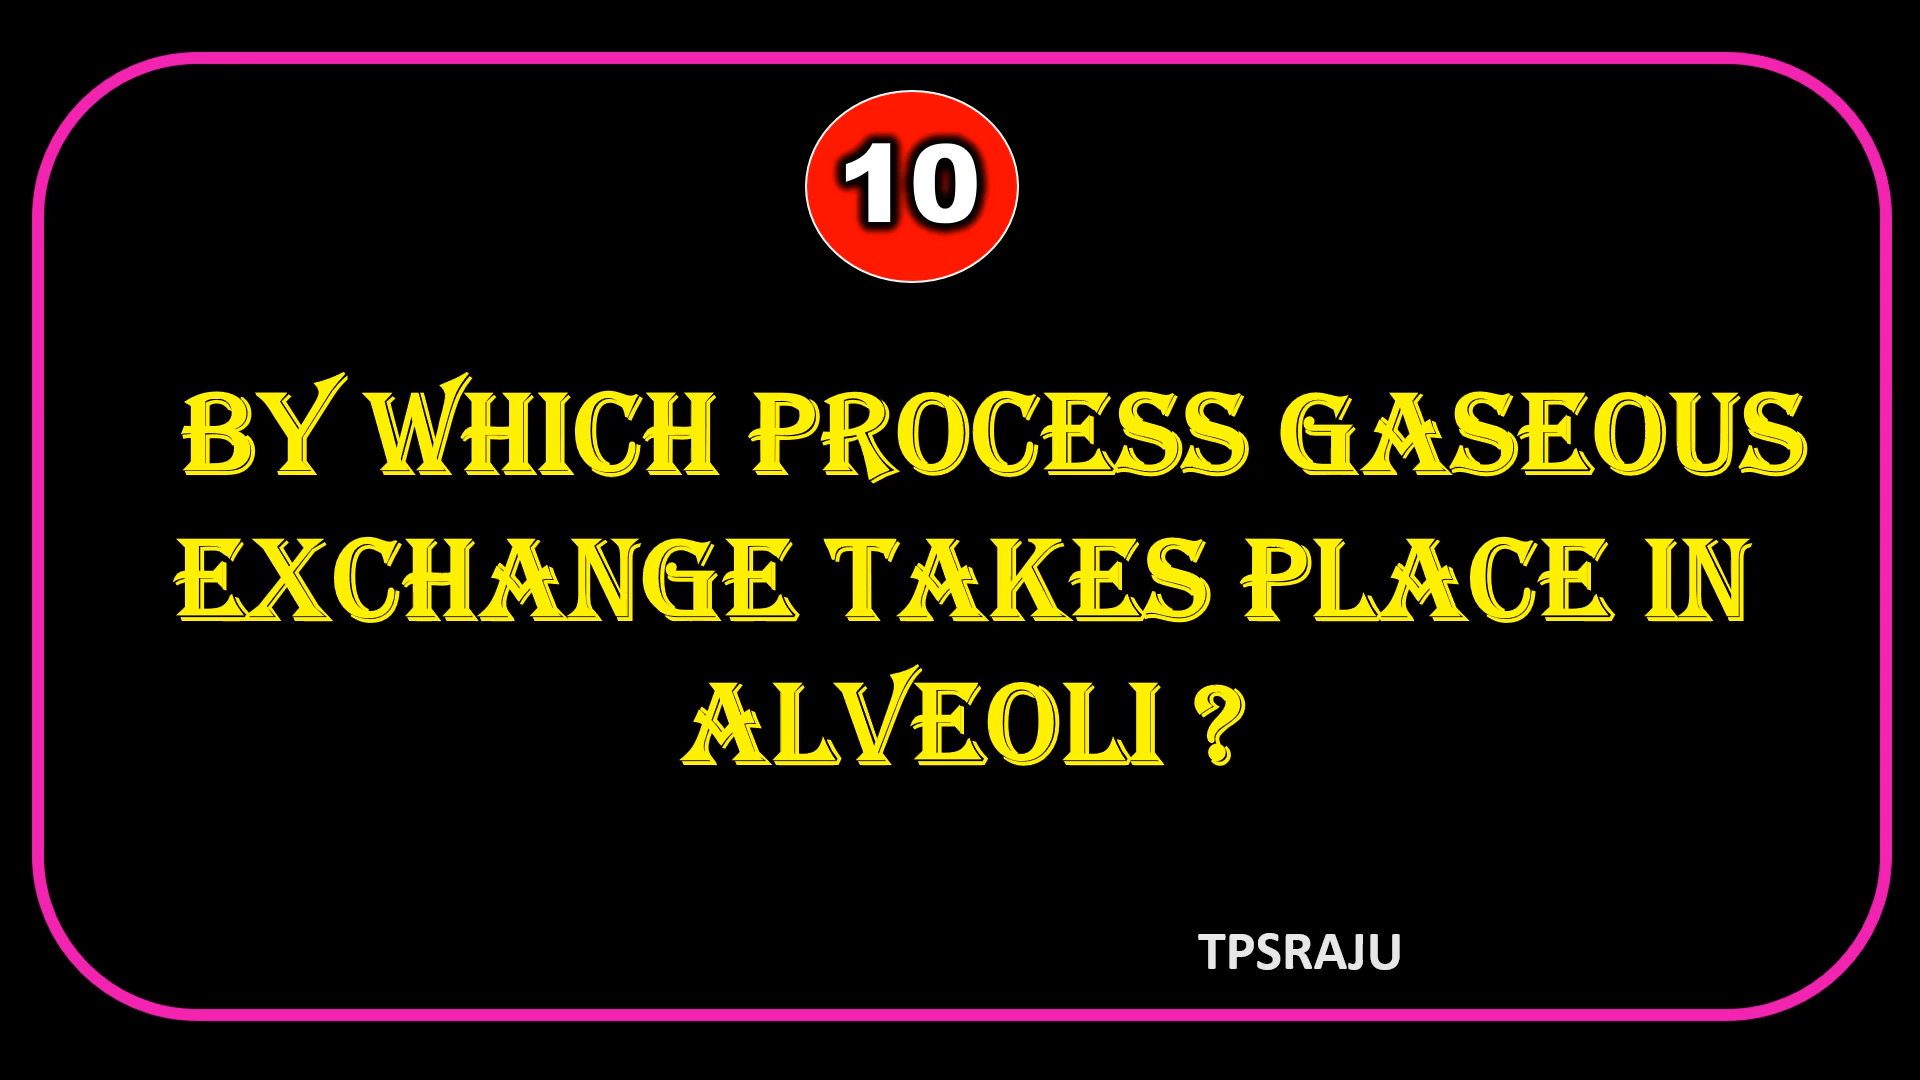 10
BY WHICH PROCESS GASEOUS
EXCHANGE TAKES PLACE IN
ALVEOLI ?
TPSRAJU